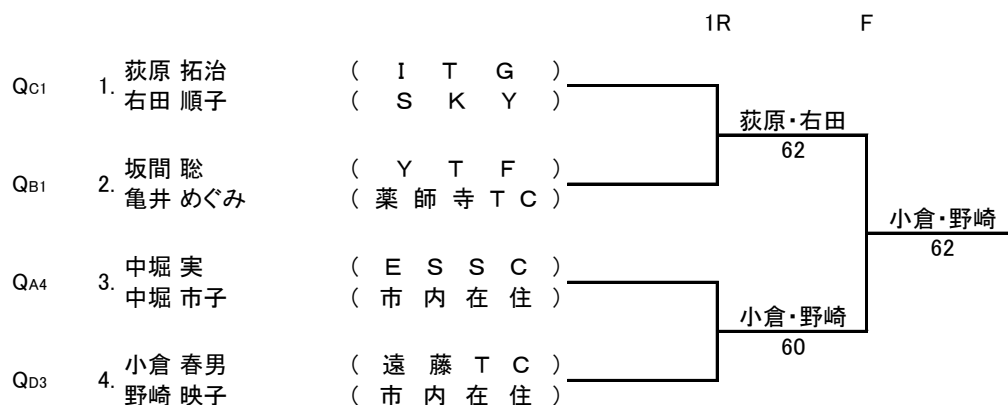 1R F
QC1 1. 荻原 拓治 ( I T G )
右田 順子 ( S K Y )
荻原・右田
62
QB1 2. 坂間 聡 ( Y T F )
亀井 めぐみ ( 薬 師 寺 T C )
小倉・野崎
62
QA4 3. 中堀 実 ( E S S C )
中堀 市子 ( 市 内 在 住 )
小倉・野崎
60
QD3 4. 小倉 春男 ( 遠 藤 T C )
野崎 映子 ( 市 内 在 住 )